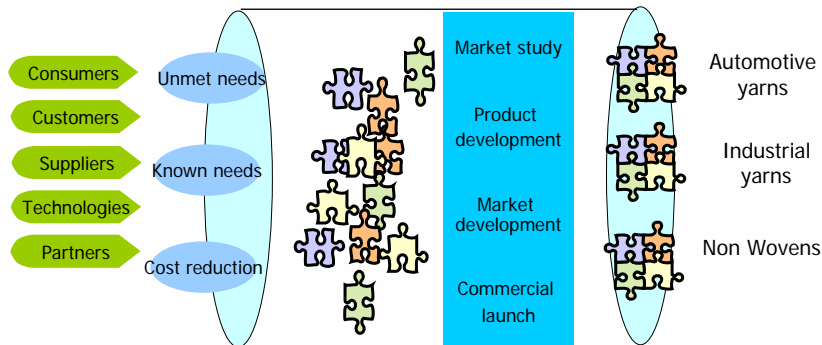 Consumers
Customers
Suppliers
Technologies
Partners
Unmet needs
Known needs
Cost reduction
Market study
Product
development
Market
development
Commercial
launch
Automotive
yarns
Industrial
yarns
Non Wovens